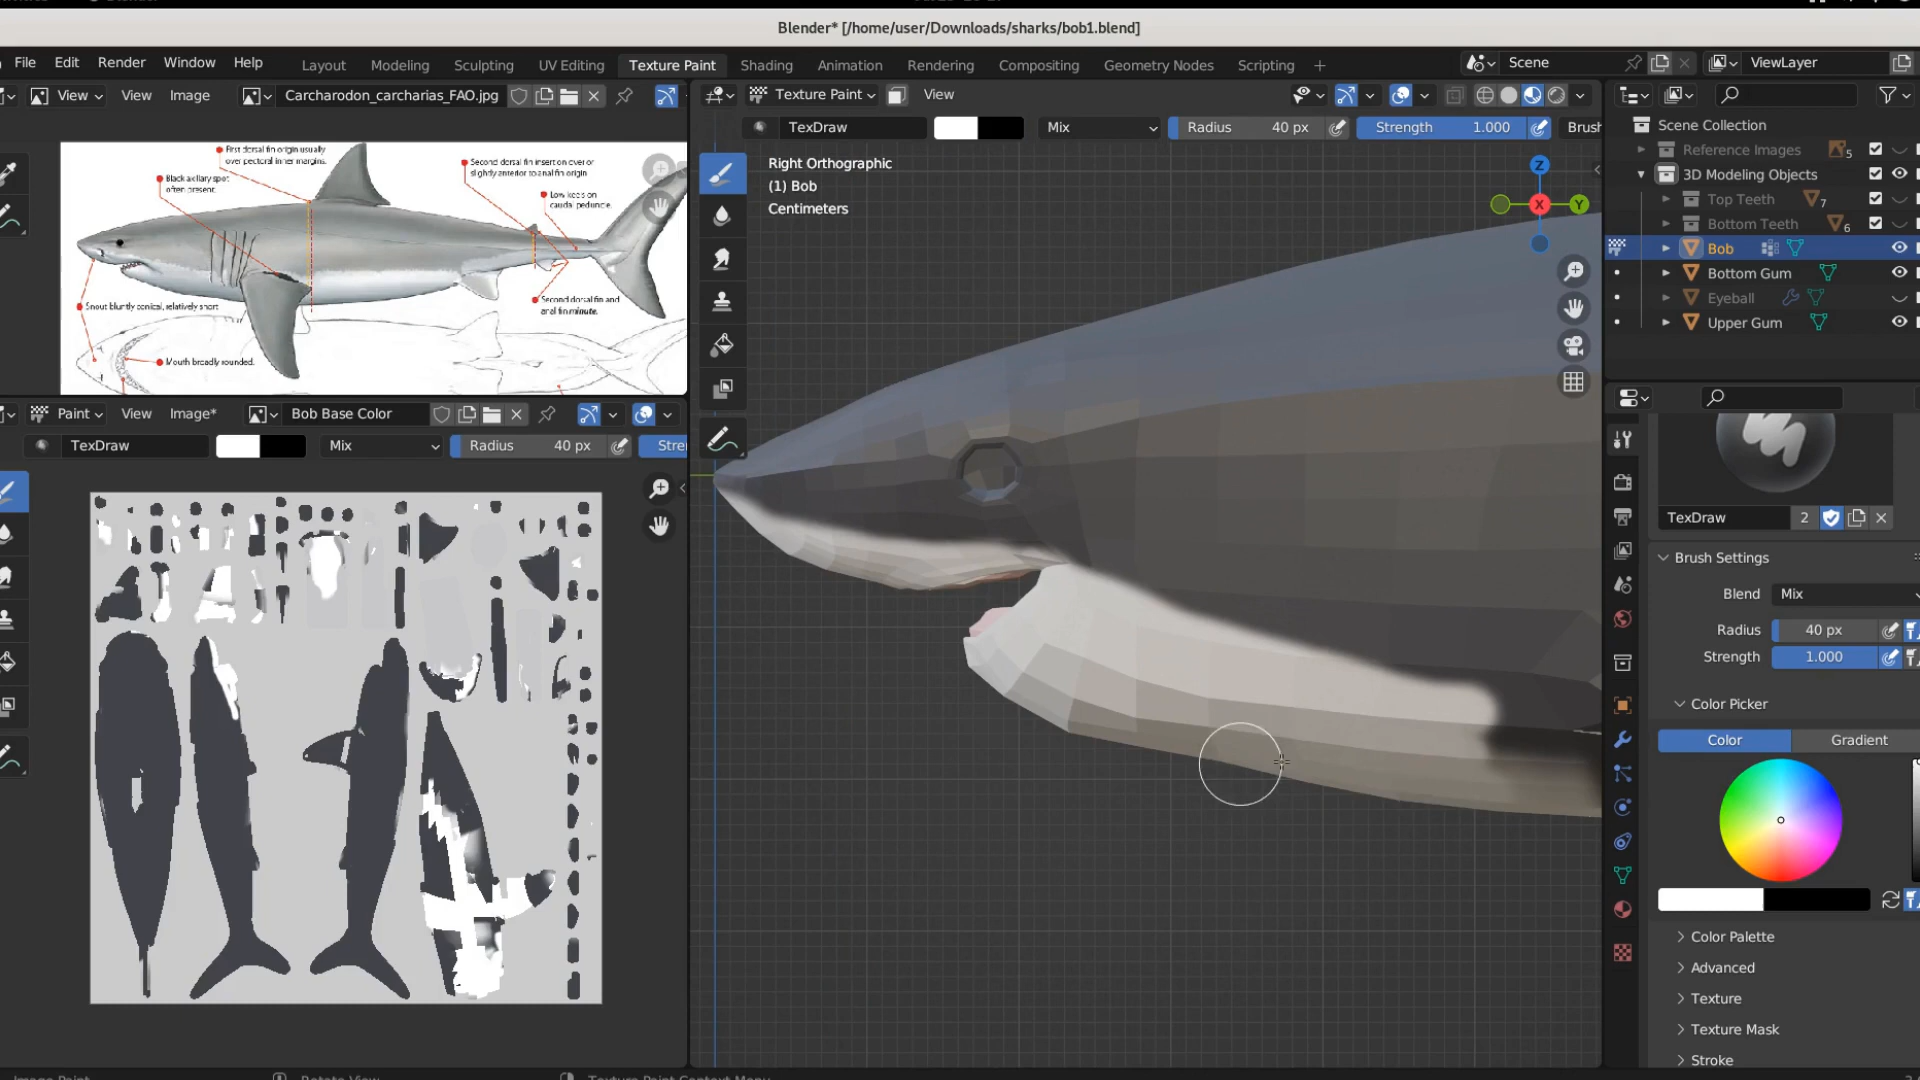 Blender* [/home/user/Downloads/sharks/bob1.blend]
File Edit Render Window Help
Layout Modeling Sculpting UV Editing Texture Paint Shading Animation Rendering Compositing Geometry Nodes Scripting +
Scene
ViewLayer
View View Image Carcharodon_carcharias_FAO.jpg
Texture Paint View
TexDraw Mix Radius 40 px Strength 1.000 Brush
First dorsal fin origin usually
over pectoral inner margins.
Black axillary spot
often present.
Second dorsal fin insertion over or
slightly anterior to anal fin origin
Low keels on
caudal peduncle.
Snout bluntly conical, relatively short
Second dorsal fin and
anal fin minute.
Mouth broadly rounded.
Paint View Image* Bob Base Color
TexDraw Mix Radius 40 px Stre
Right Orthographic
(1) Bob
Centimeters
Z
X
Y
Scene Collection
Reference Images 5
3D Modeling Objects
Top Teeth 7
Bottom Teeth 6
Bob
Bottom Gum
Eyeball
Upper Gum
TexDraw 2
Brush Settings
Blend Mix
Radius 40 px
Strength 1.000
Color Picker
Color Gradient
Color Palette
Advanced
Texture
Texture Mask
Stroke